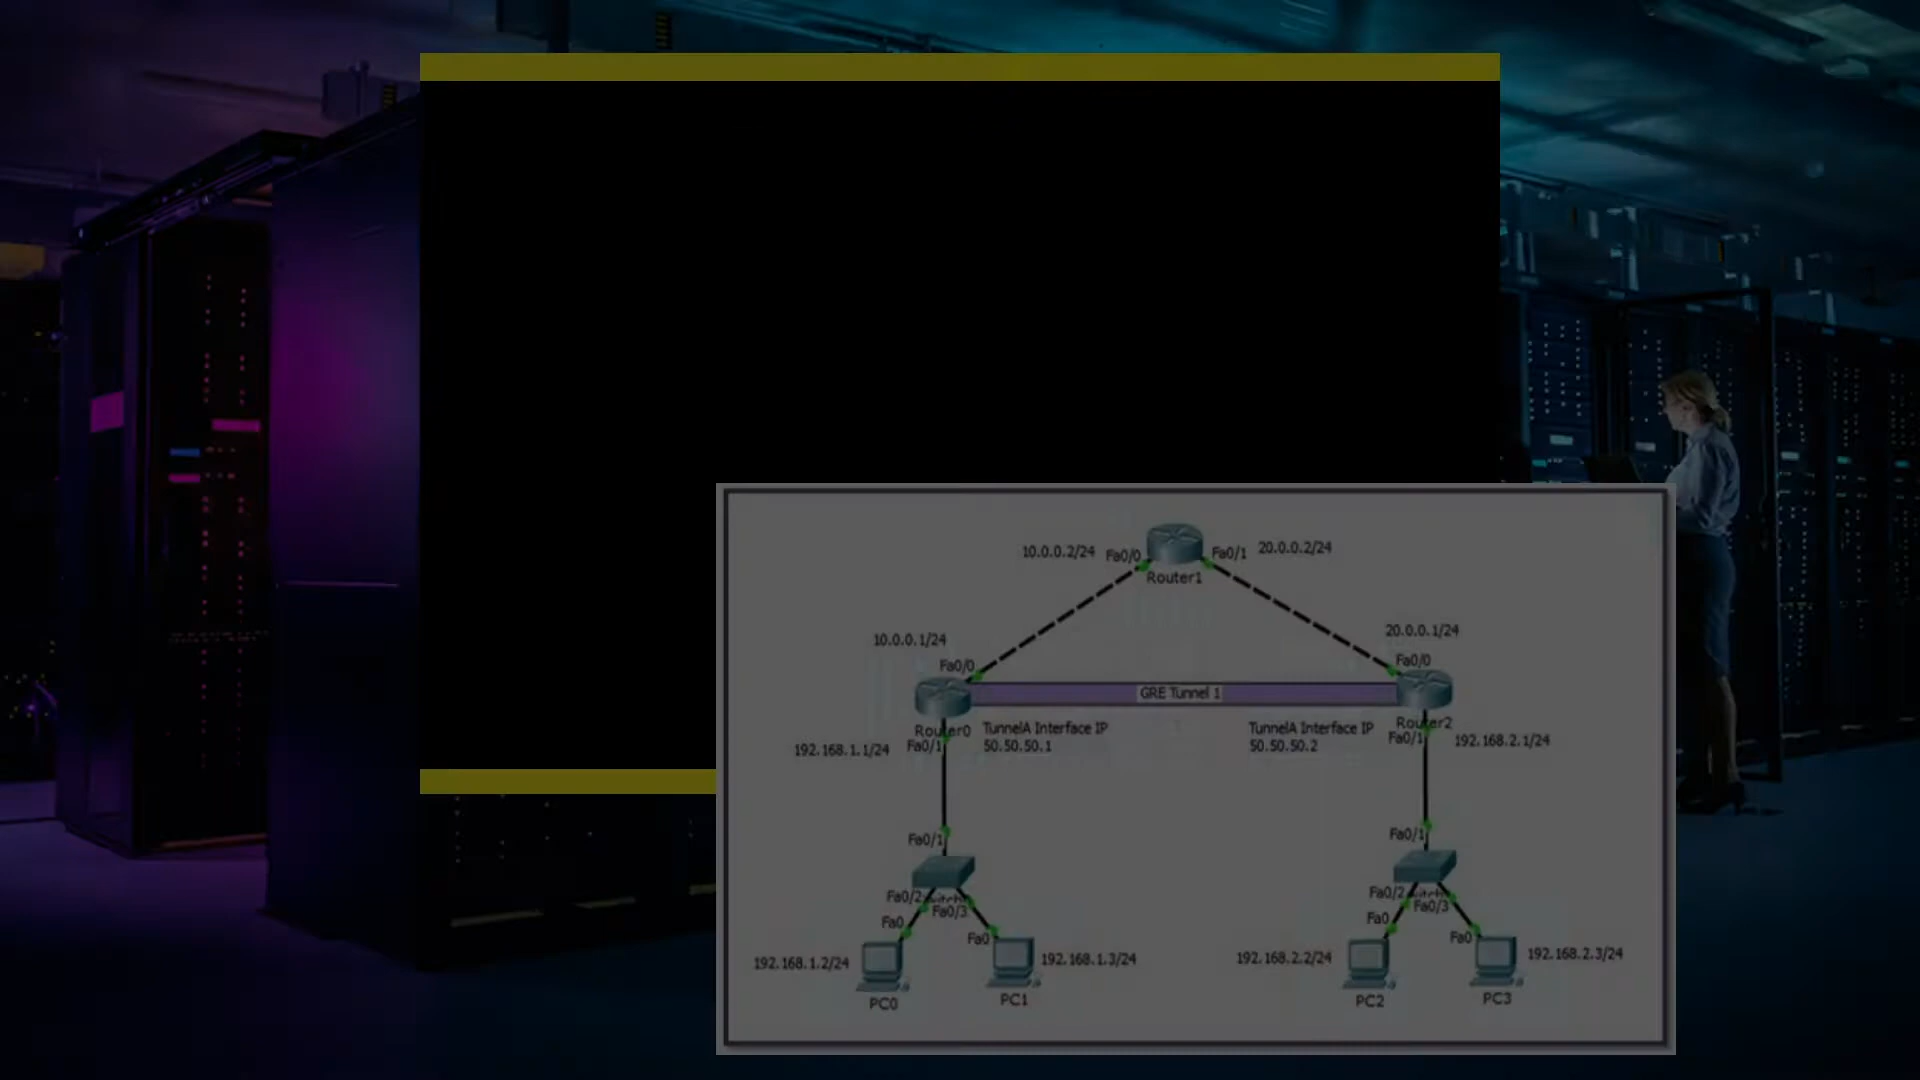 10.0.0.2/24 Fa0/0 Fa0/1 20.0.0.2/24
Router1
10.0.0.1/24 20.0.0.1/24
Fa0/0 Fa0/0
GRE Tunnel 1
Router0 TunnelA Interface IP TunnelA Interface IP Router2
192.168.1.1/24 Fa0/1 50.50.50.1 50.50.50.2 Fa0/1 192.168.2.1/24
Fa0/1 Fa0/1
Fa0/2 Fa0/2
Fa0/3 Fa0/3
Fa0 Fa0 Fa0 Fa0
192.168.1.2/24 192.168.1.3/24 192.168.2.2/24 192.168.2.3/24
PC0 PC1 PC2 PC3